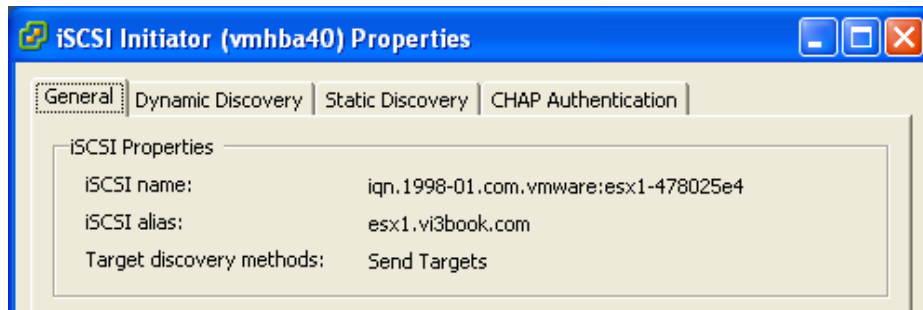 iSCSI Initiator (vmhba40) Properties
General Dynamic Discovery Static Discovery CHAP Authentication
iSCSI Properties
iSCSI name: iqn.1998-01.com.vmware:esx1-478025e4
iSCSI alias: esx1.vi3book.com
Target discovery methods: Send Targets